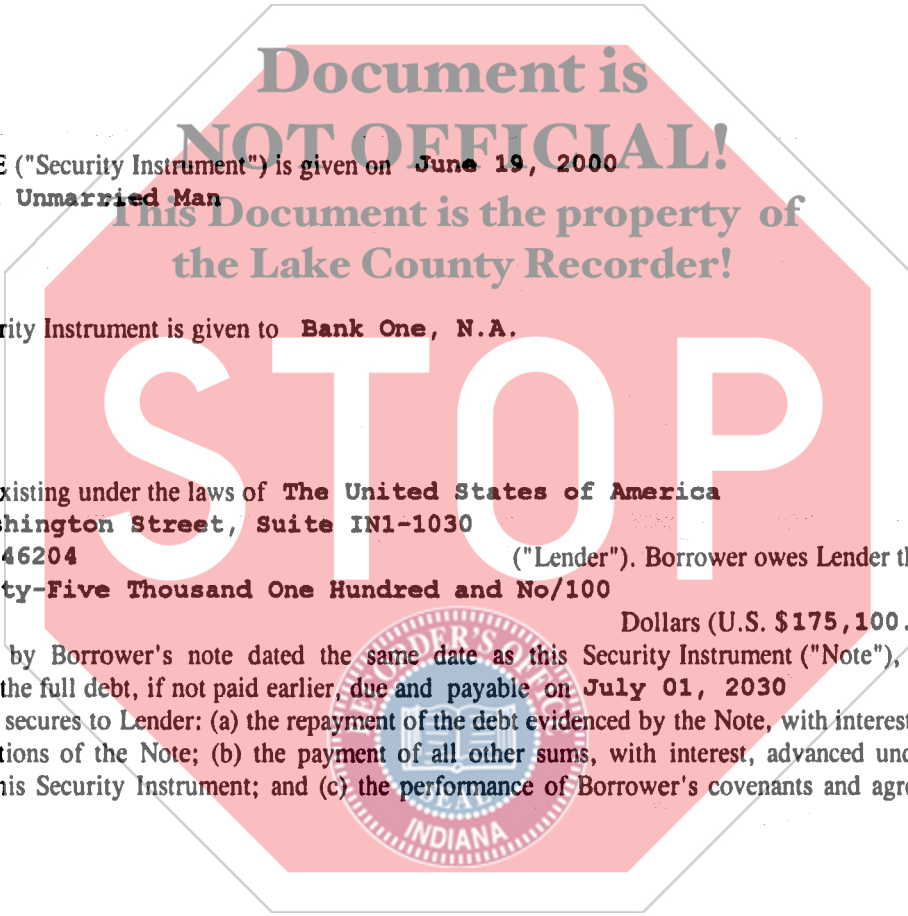 Document is
NOT OFFICIAL!
E ("Security Instrument") is given on June 19, 2000
Unmarried Man
This Document is the property of
the Lake County Recorder!
rity Instrument is given to Bank One, N.A.
STOP
xisting under the laws of The United States of America
hington Street, Suite IN1-1030
46204 ("Lender"). Borrower owes Lender th
ty-Five Thousand One Hundred and No/100
Dollars (U.S. $175,100.
by Borrower's note dated the same date as this Security Instrument ("Note"),
the full debt, if not paid earlier, due and payable on July 01, 2030
secures to Lender: (a) the repayment of the debt evidenced by the Note, with interest
tions of the Note; (b) the payment of all other sums, with interest, advanced und
his Security Instrument; and (c) the performance of Borrower's covenants and agre
RECORDER'S OFFICE
SEAL
INDIANA